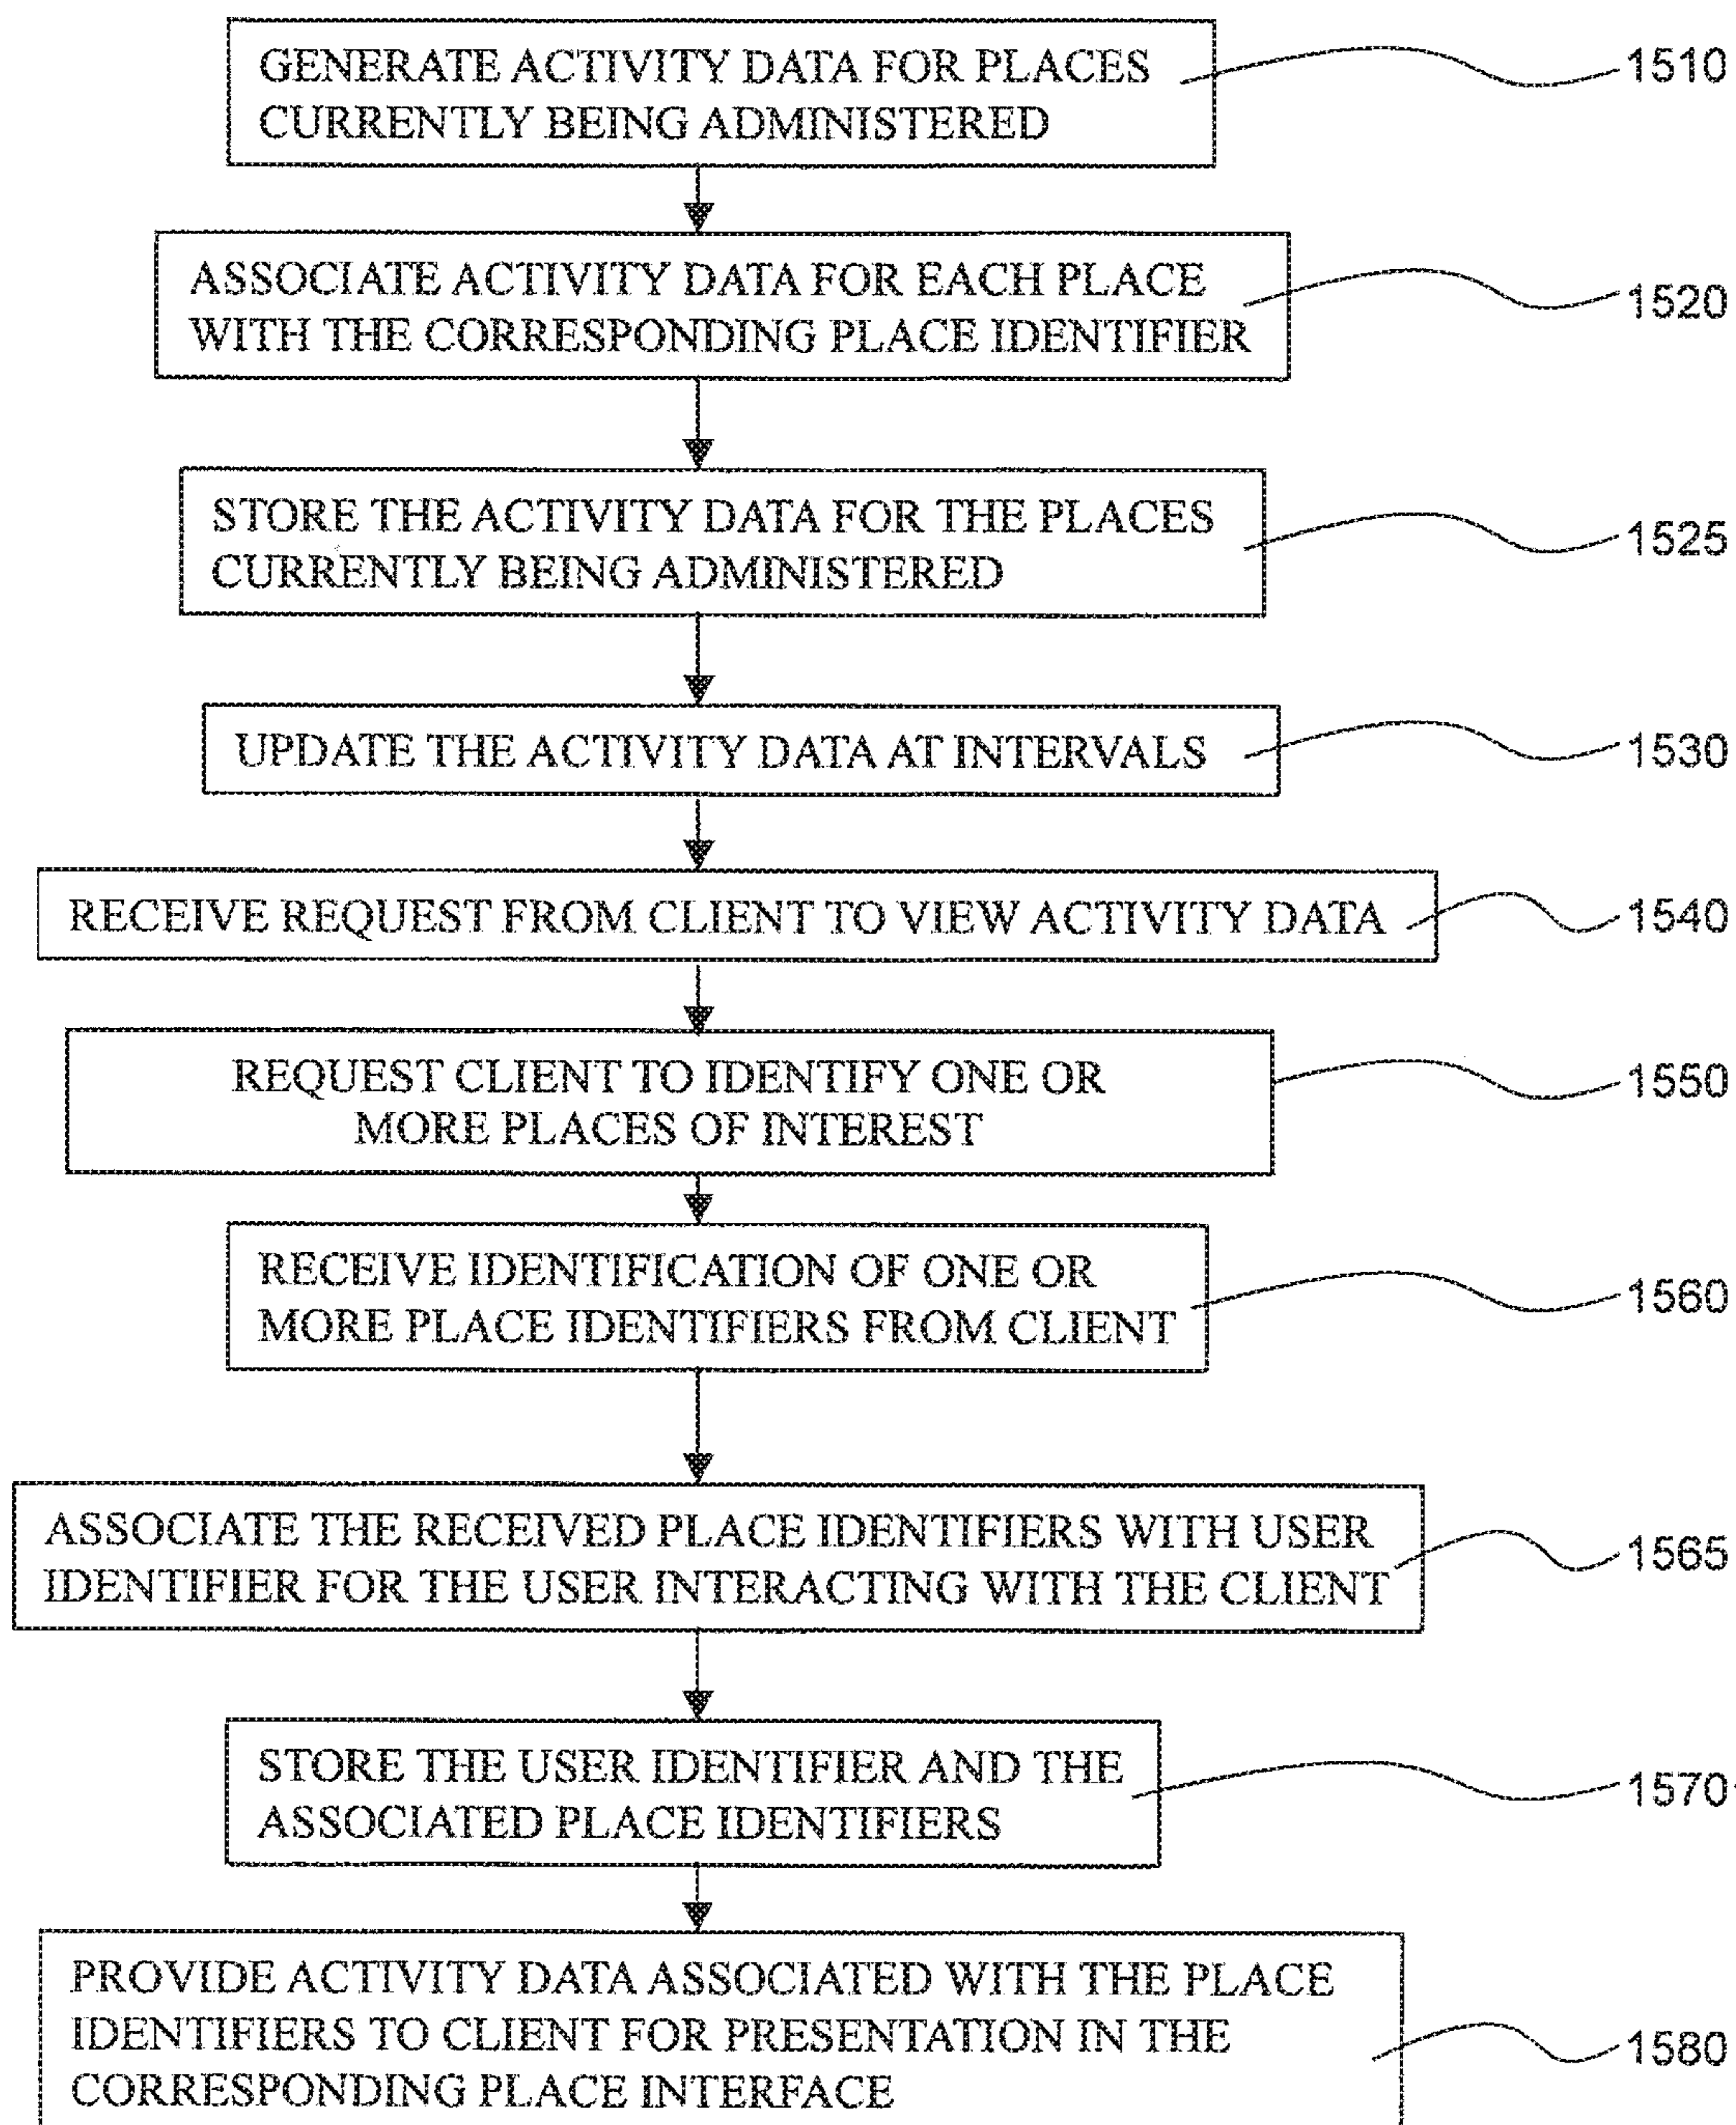 GENERATE ACTIVITY DATA FOR PLACES
CURRENTLY BEING ADMINISTERED
1510
ASSOCIATE ACTIVITY DATA FOR EACH PLACE
WITH THE CORRESPONDING PLACE IDENTIFIER
1520
STORE THE ACTIVITY DATA FOR THE PLACES
CURRENTLY BEING ADMINISTERED
1525
UPDATE THE ACTIVITY DATA AT INTERVALS
1530
RECEIVE REQUEST FROM CLIENT TO VIEW ACTIVITY DATA
1540
REQUEST CLIENT TO IDENTIFY ONE OR
MORE PLACES OF INTEREST
1550
RECEIVE IDENTIFICATION OF ONE OR
MORE PLACE IDENTIFIERS FROM CLIENT
1560
ASSOCIATE THE RECEIVED PLACE IDENTIFIERS WITH USER
IDENTIFIER FOR THE USER INTERACTING WITH THE CLIENT
1565
STORE THE USER IDENTIFIER AND THE
ASSOCIATED PLACE IDENTIFIERS
1570
PROVIDE ACTIVITY DATA ASSOCIATED WITH THE PLACE
IDENTIFIERS TO CLIENT FOR PRESENTATION IN THE
CORRESPONDING PLACE INTERFACE
1580